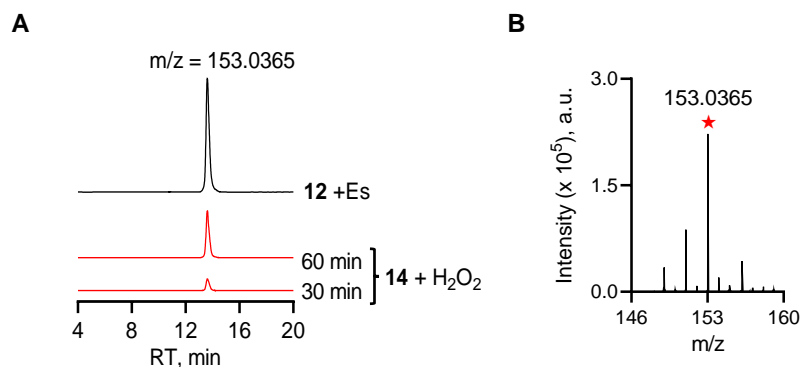 A
m/z = 153.0365
12 +Es
60 min
14 + H₂O₂
30 min
4 8 12 16 20
RT, min
B
3.0
153.0365
1.5
0.0
Intensity (x 10⁵), a.u.
146 153 160
m/z